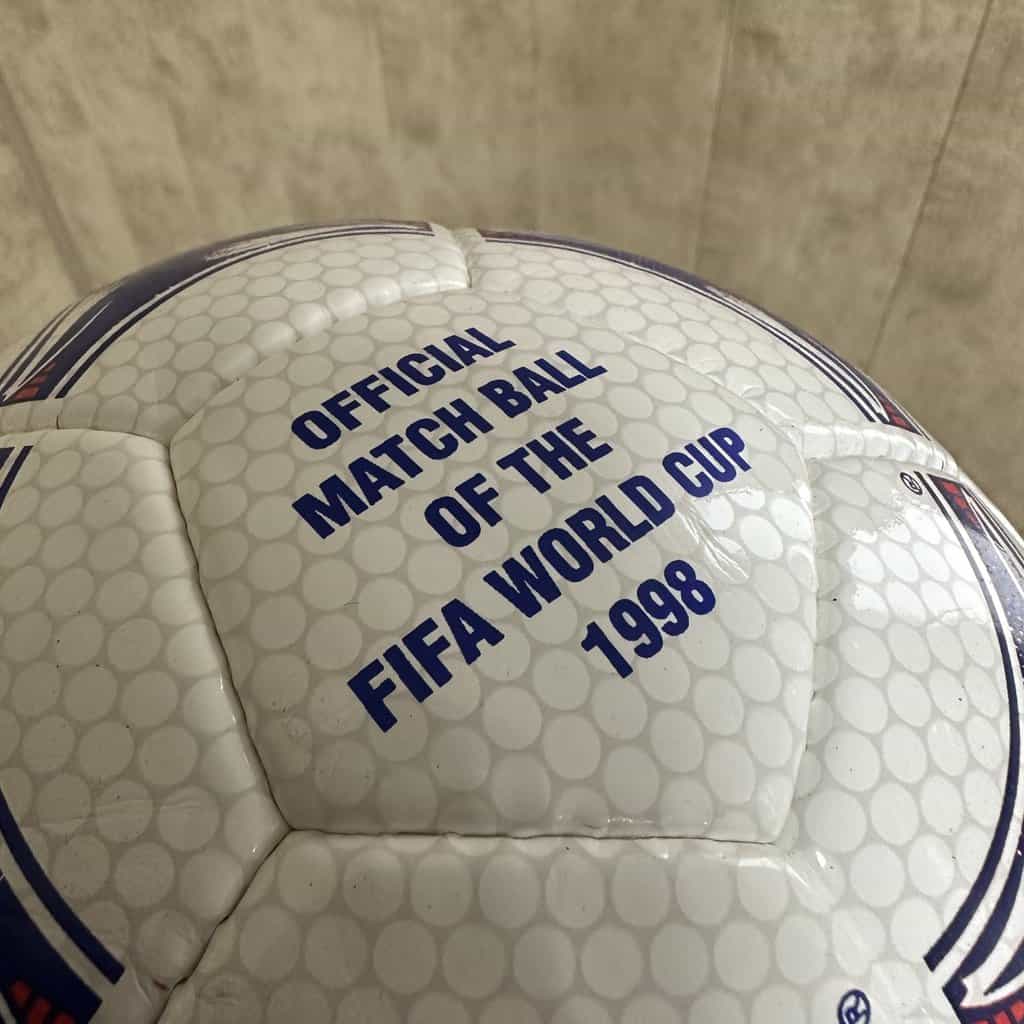 OFFICIAL
MATCH BALL
OF THE
FIFA WORLD CUP
1998
®
®